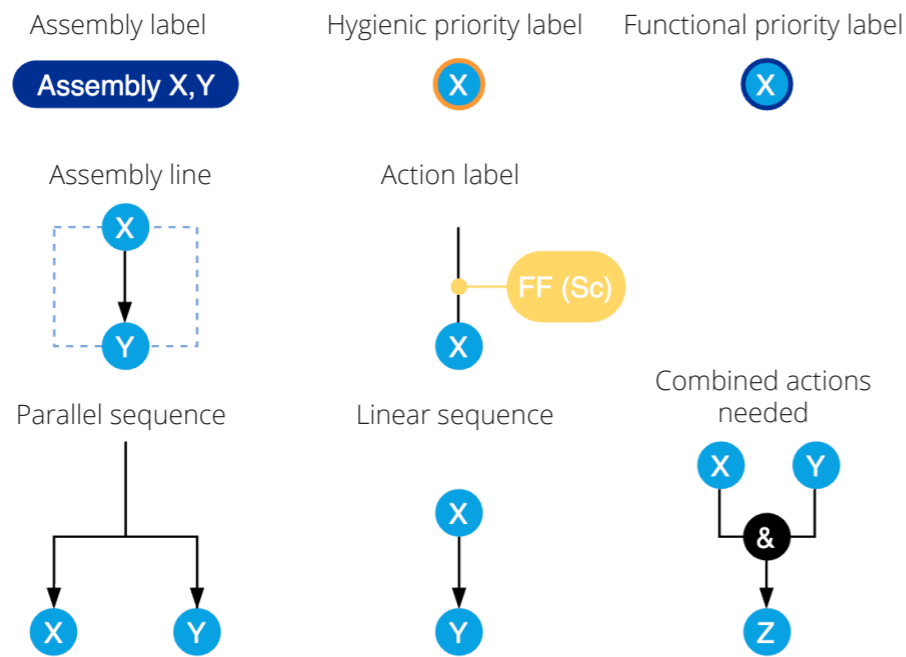 Assembly label
Hygienic priority label
Functional priority label
Assembly X,Y
X
X
Assembly line
Action label
X
FF (Sc)
Y
X
Parallel sequence
Linear sequence
Combined actions
needed
X
Y
X
&
X
Y
Y
Z